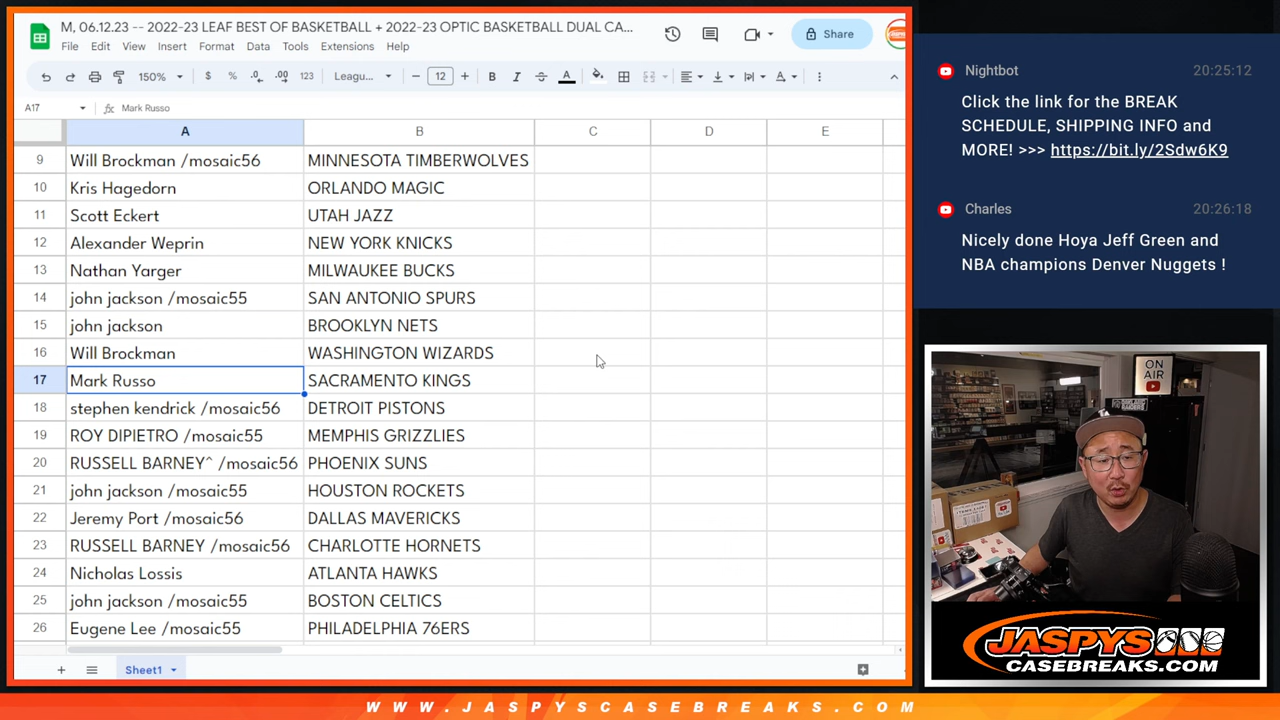 M, 06.12.23 -- 2022-23 LEAF BEST OF BASKETBALL + 2022-23 OPTIC BASKETBALL DUAL CA...
File Edit View Insert Format Data Tools Extensions Help
Share
150% $ % .0 .00 123 Leagu... 12 B I A
A17 fx Mark Russo
A B C D E
9 Will Brockman /mosaic56 MINNESOTA TIMBERWOLVES
10 Kris Hagedorn ORLANDO MAGIC
11 Scott Eckert UTAH JAZZ
12 Alexander Weprin NEW YORK KNICKS
13 Nathan Yarger MILWAUKEE BUCKS
14 john jackson /mosaic55 SAN ANTONIO SPURS
15 john jackson BROOKLYN NETS
16 Will Brockman WASHINGTON WIZARDS
17 Mark Russo SACRAMENTO KINGS
18 stephen kendrick /mosaic56 DETROIT PISTONS
19 ROY DIPIETRO /mosaic55 MEMPHIS GRIZZLIES
20 RUSSELL BARNEY^ /mosaic56 PHOENIX SUNS
21 john jackson /mosaic55 HOUSTON ROCKETS
22 Jeremy Port /mosaic56 DALLAS MAVERICKS
23 RUSSELL BARNEY /mosaic56 CHARLOTTE HORNETS
24 Nicholas Lossis ATLANTA HAWKS
25 john jackson /mosaic55 BOSTON CELTICS
26 Eugene Lee /mosaic55 PHILADELPHIA 76ERS
Sheet1
Nightbot 20:25:12
Click the link for the BREAK
SCHEDULE, SHIPPING INFO and
MORE! >>> https://bit.ly/2Sdw6K9
Charles 20:26:18
Nicely done Hoya Jeff Green and
NBA champions Denver Nuggets !
ON
AIR
JASPYS
CASEBREAKS.COM
WWW.JASPYSCASEBREAKS.COM